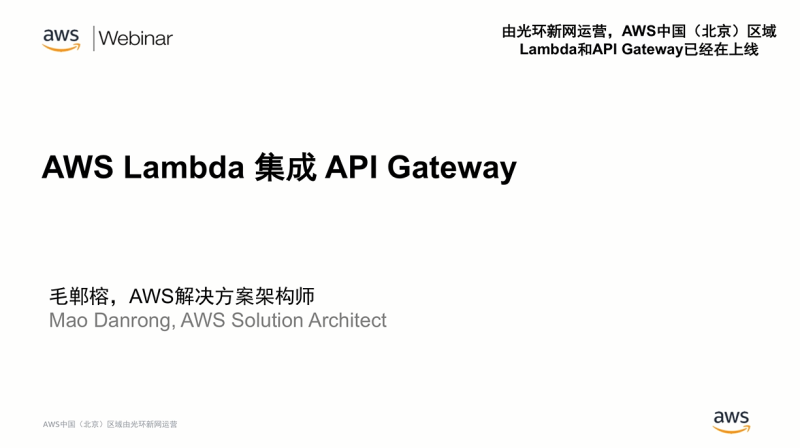 aws
Webinar
由光环新网运营，AWS中国（北京）区域
Lambda和API Gateway已经在上线
AWS Lambda 集成 API Gateway
毛郸榕，AWS解决方案架构师
Mao Danrong, AWS Solution Architect
AWS中国（北京）区域由光环新网运营
aws